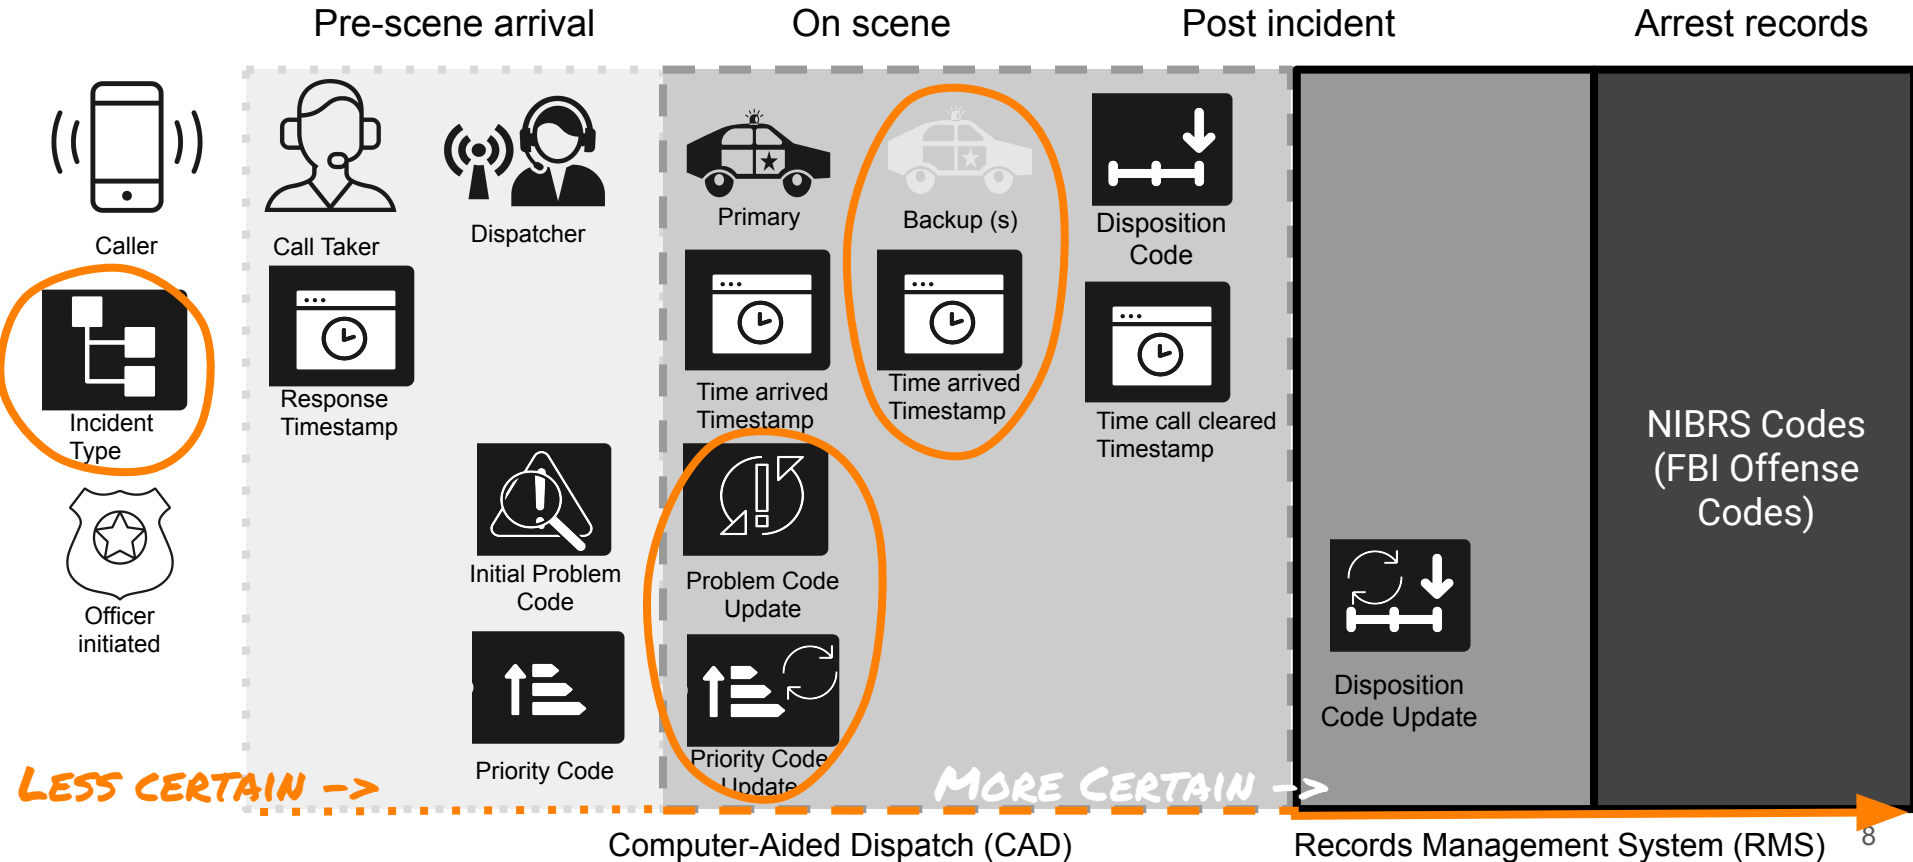 Pre-scene arrival
On scene
Post incident
Arrest records
Caller
Incident
Type
Officer
initiated
Call Taker
Response
Timestamp
Dispatcher
Initial Problem
Code
Priority Code
Primary
Time arrived
Timestamp
Problem Code
Update
Priority Code
Update
Backup (s)
Time arrived
Timestamp
Disposition
Code
Time call cleared
Timestamp
Disposition
Code Update
NIBRS Codes
(FBI Offense
Codes)
LESS CERTAIN ->
MORE CERTAIN ->
Computer-Aided Dispatch (CAD)
Records Management System (RMS)
8